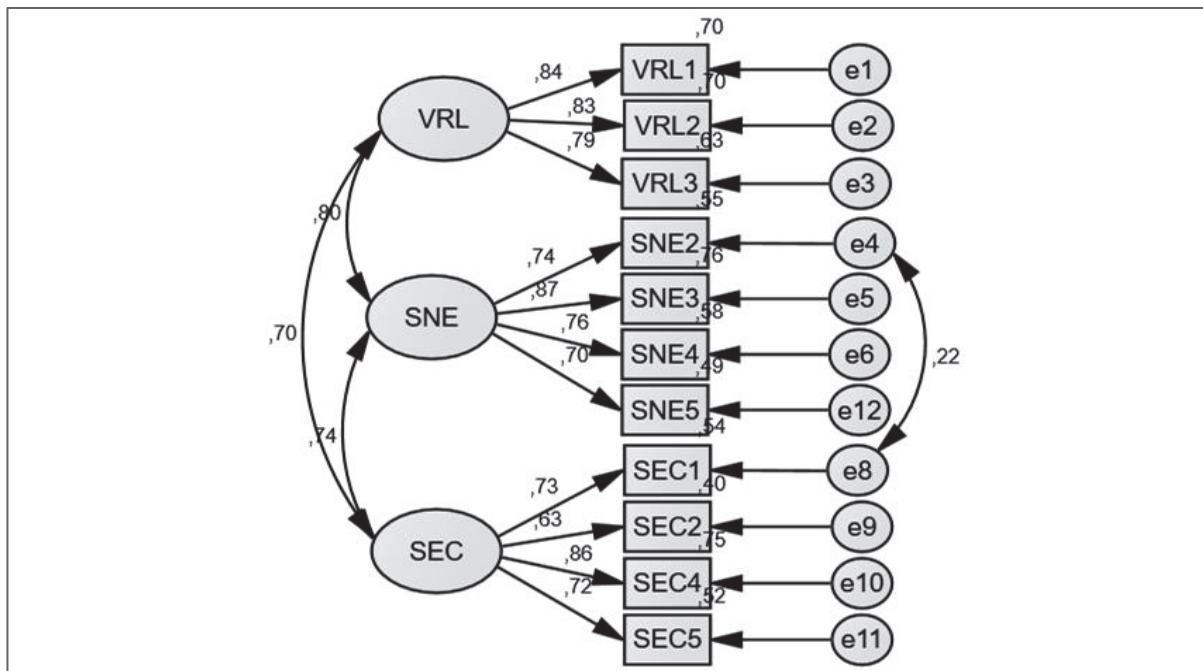 ,70
,84
VRL1
e1
,70
VRL
,83
VRL2
e2
,63
,79
VRL3
e3
,55
,80
SNE2
e4
,74
,76
,87
SNE3
e5
SNE
,58
,76
SNE4
e6
,70
,70
,49
,22
SNE5
e12
,54
,74
SEC1
e8
,73
,40
,63
SEC2
e9
,75
SEC
,86
SEC4
e10
,72
,52
SEC5
e11